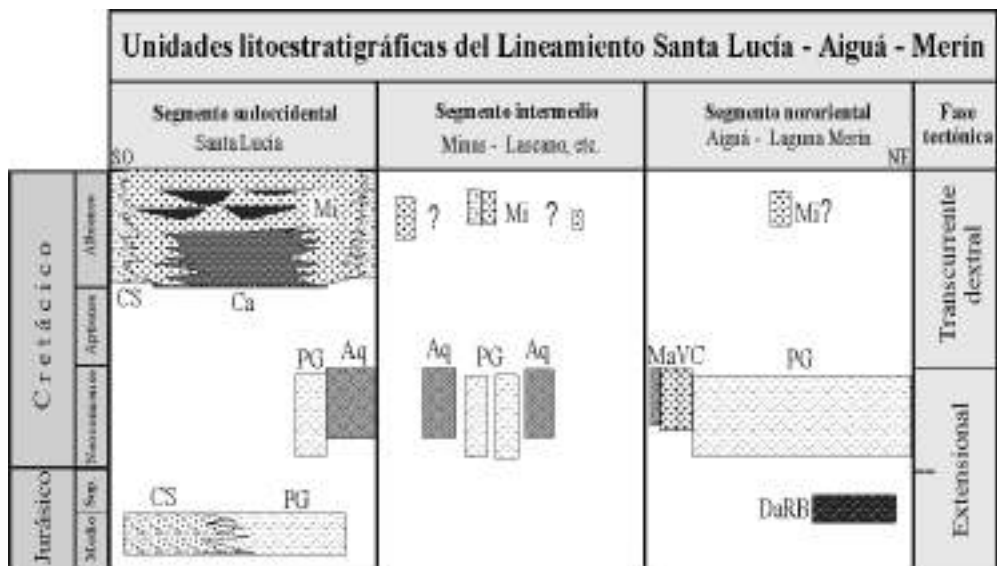 Unidades litoestratigráficas del Lineamiento Santa Lucía - Aiguá - Merín
Segmento sudoccidental
Santa Lucía
SO
Segmento intermedio
Minas - Lascano, etc.
Segmento nororiental
Aiguá - Laguna Merín
NE
Fase
tectónica
Cretácico
Albiano
Aptiano
Neocomiano
Jurásico
Sup.
Medio
Mi
CS
Ca
PG
Aq
CS
PG
?
Mi
?
Aq
PG
Aq
Mi?
MaVC
PG
DaRB
Transcurrente
dextral
Extensional